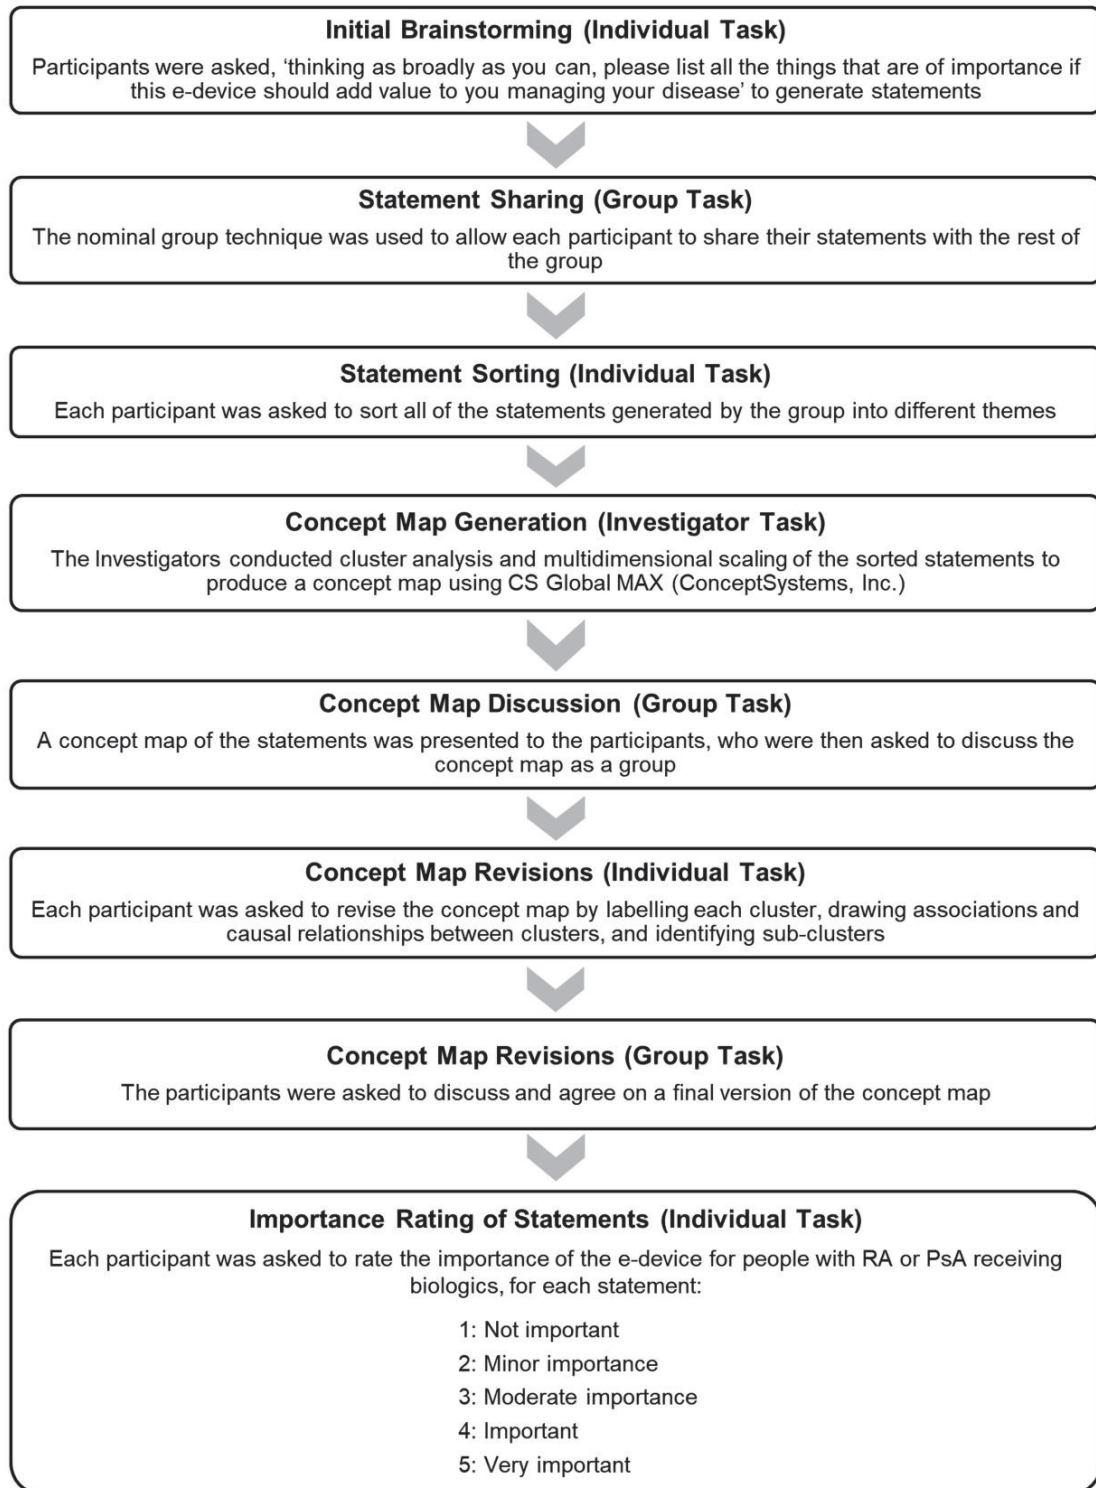 Initial Brainstorming (Individual Task)
Participants were asked, ‘thinking as broadly as you can, please list all the things that are of importance if
this e-device should add value to you managing your disease’ to generate statements
Statement Sharing (Group Task)
The nominal group technique was used to allow each participant to share their statements with the rest of
the group
Statement Sorting (Individual Task)
Each participant was asked to sort all of the statements generated by the group into different themes
Concept Map Generation (Investigator Task)
The Investigators conducted cluster analysis and multidimensional scaling of the sorted statements to
produce a concept map using CS Global MAX (ConceptSystems, Inc.)
Concept Map Discussion (Group Task)
A concept map of the statements was presented to the participants, who were then asked to discuss the
concept map as a group
Concept Map Revisions (Individual Task)
Each participant was asked to revise the concept map by labelling each cluster, drawing associations and
causal relationships between clusters, and identifying sub-clusters
Concept Map Revisions (Group Task)
The participants were asked to discuss and agree on a final version of the concept map
Importance Rating of Statements (Individual Task)
Each participant was asked to rate the importance of the e-device for people with RA or PsA receiving
biologics, for each statement:
1: Not important
2: Minor importance
3: Moderate importance
4: Important
5: Very important